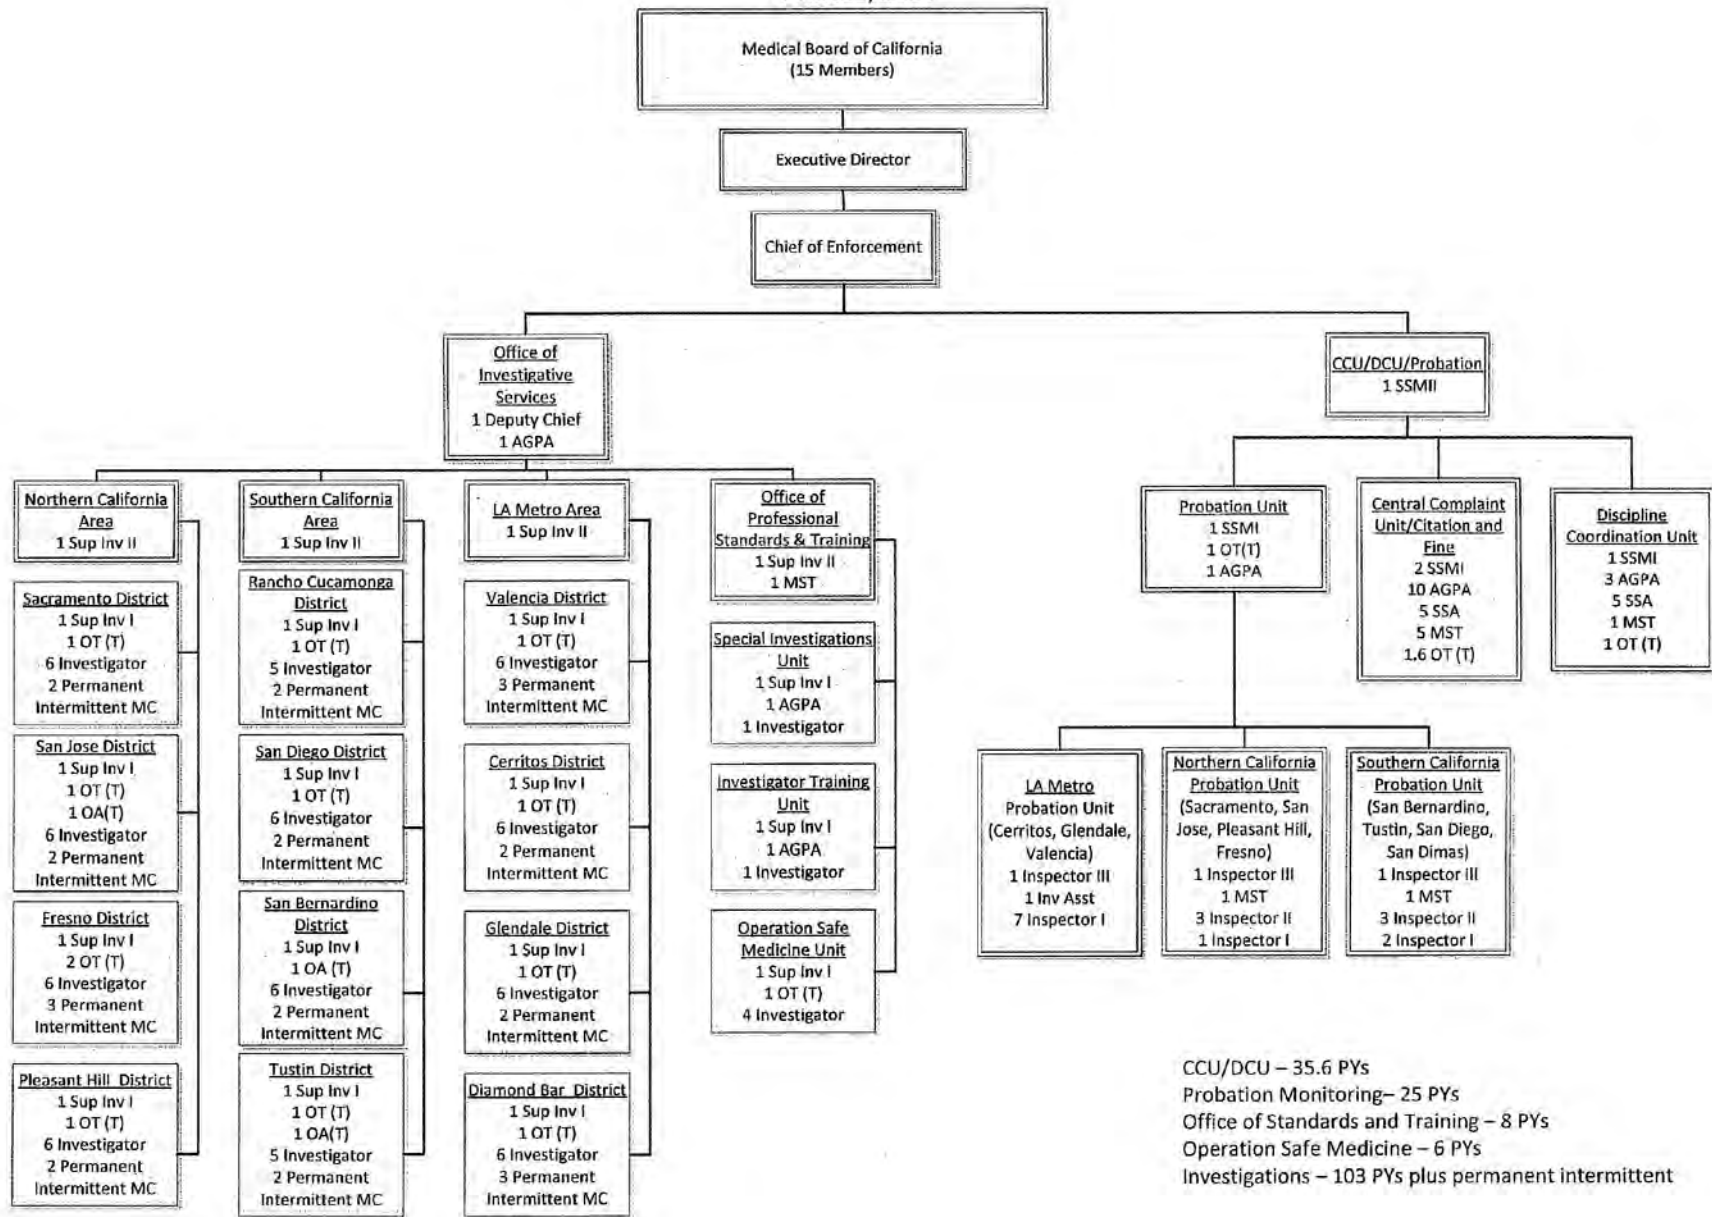 Medical Board of California
(15 Members)
Executive Director
Chief of Enforcement
Office of
Investigative
Services
1 Deputy Chief
1 AGPA
CCU/DCU/Probation
1 SSMII
Northern California
Area
1 Sup Inv II
Sacramento District
1 Sup Inv I
1 OT (T)
6 Investigator
2 Permanent
Intermittent MC
San Jose District
1 Sup Inv I
1 OT (T)
1 OA(T)
6 Investigator
2 Permanent
Intermittent MC
Fresno District
1 Sup Inv I
2 OT (T)
6 Investigator
3 Permanent
Intermittent MC
Pleasant Hill District
1 Sup Inv I
1 OT (T)
6 Investigator
2 Permanent
Intermittent MC
Southern California
Area
1 Sup Inv II
Rancho Cucamonga
District
1 Sup Inv I
1 OT (T)
5 Investigator
2 Permanent
Intermittent MC
San Diego District
1 Sup Inv I
1 OT (T)
6 Investigator
2 Permanent
Intermittent MC
San Bernardino
District
1 Sup Inv I
1 OA (T)
6 Investigator
2 Permanent
Intermittent MC
Tustin District
1 Sup Inv I
1 OT (T)
1 OA(T)
5 Investigator
2 Permanent
Intermittent MC
LA Metro Area
1 Sup Inv II
Valencia District
1 Sup Inv I
1 OT (T)
6 Investigator
3 Permanent
Intermittent MC
Cerritos District
1 Sup Inv I
1 OT (T)
6 Investigator
2 Permanent
Intermittent MC
Glendale District
1 Sup Inv I
1 OT (T)
6 Investigator
2 Permanent
Intermittent MC
Diamond Bar District
1 Sup Inv I
1 OT (T)
6 Investigator
3 Permanent
Intermittent MC
Office of
Professional
Standards & Training
1 Sup Inv II
1 MST
Special Investigations
Unit
1 Sup Inv I
1 AGPA
1 Investigator
Investigator Training
Unit
1 Sup Inv I
1 AGPA
1 Investigator
Operation Safe
Medicine Unit
1 Sup Inv I
1 OT (T)
4 Investigator
Probation Unit
1 SSMI
1 OT(T)
1 AGPA
Central Complaint
Unit/Citation and
Fine
2 SSMI
10 AGPA
5 SSA
5 MST
1.6 OT (T)
Discipline
Coordination Unit
1 SSMI
3 AGPA
5 SSA
1 MST
1 OT (T)
LA Metro
Probation Unit
(Cerritos, Glendale,
Valencia)
1 Inspector III
1 Inv Asst
7 Inspector I
Northern California
Probation Unit
(Sacramento, San
Jose, Pleasant Hill,
Fresno)
1 Inspector III
1 MST
3 Inspector II
1 Inspector I
Southern California
Probation Unit
(San Bernardino,
Tustin, San Diego,
San Dimas)
1 Inspector III
1 MST
3 Inspector II
2 Inspector I
CCU/DCU – 35.6 PYs
Probation Monitoring– 25 PYs
Office of Standards and Training – 8 PYs
Operation Safe Medicine – 6 PYs
Investigations – 103 PYs plus permanent intermittent